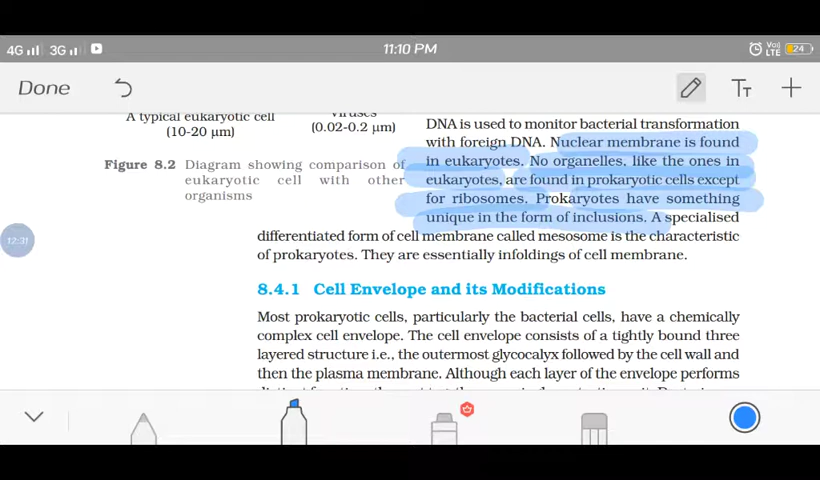 4G 3G 11:10 PM Vo) LTE 24
Done TT
A typical eukaryotic cell
(10-20 µm)
Viruses
(0.02-0.2 µm)
Figure 8.2 Diagram showing comparison of
eukaryotic cell with other
organisms
DNA is used to monitor bacterial transformation
with foreign DNA. Nuclear membrane is found
in eukaryotes. No organelles, like the ones in
eukaryotes, are found in prokaryotic cells except
for ribosomes. Prokaryotes have something
unique in the form of inclusions. A specialised
differentiated form of cell membrane called mesosome is the characteristic
of prokaryotes. They are essentially infoldings of cell membrane.
12:31
8.4.1 Cell Envelope and its Modifications
Most prokaryotic cells, particularly the bacterial cells, have a chemically
complex cell envelope. The cell envelope consists of a tightly bound three
layered structure i.e., the outermost glycocalyx followed by the cell wall and
then the plasma membrane. Although each layer of the envelope performs